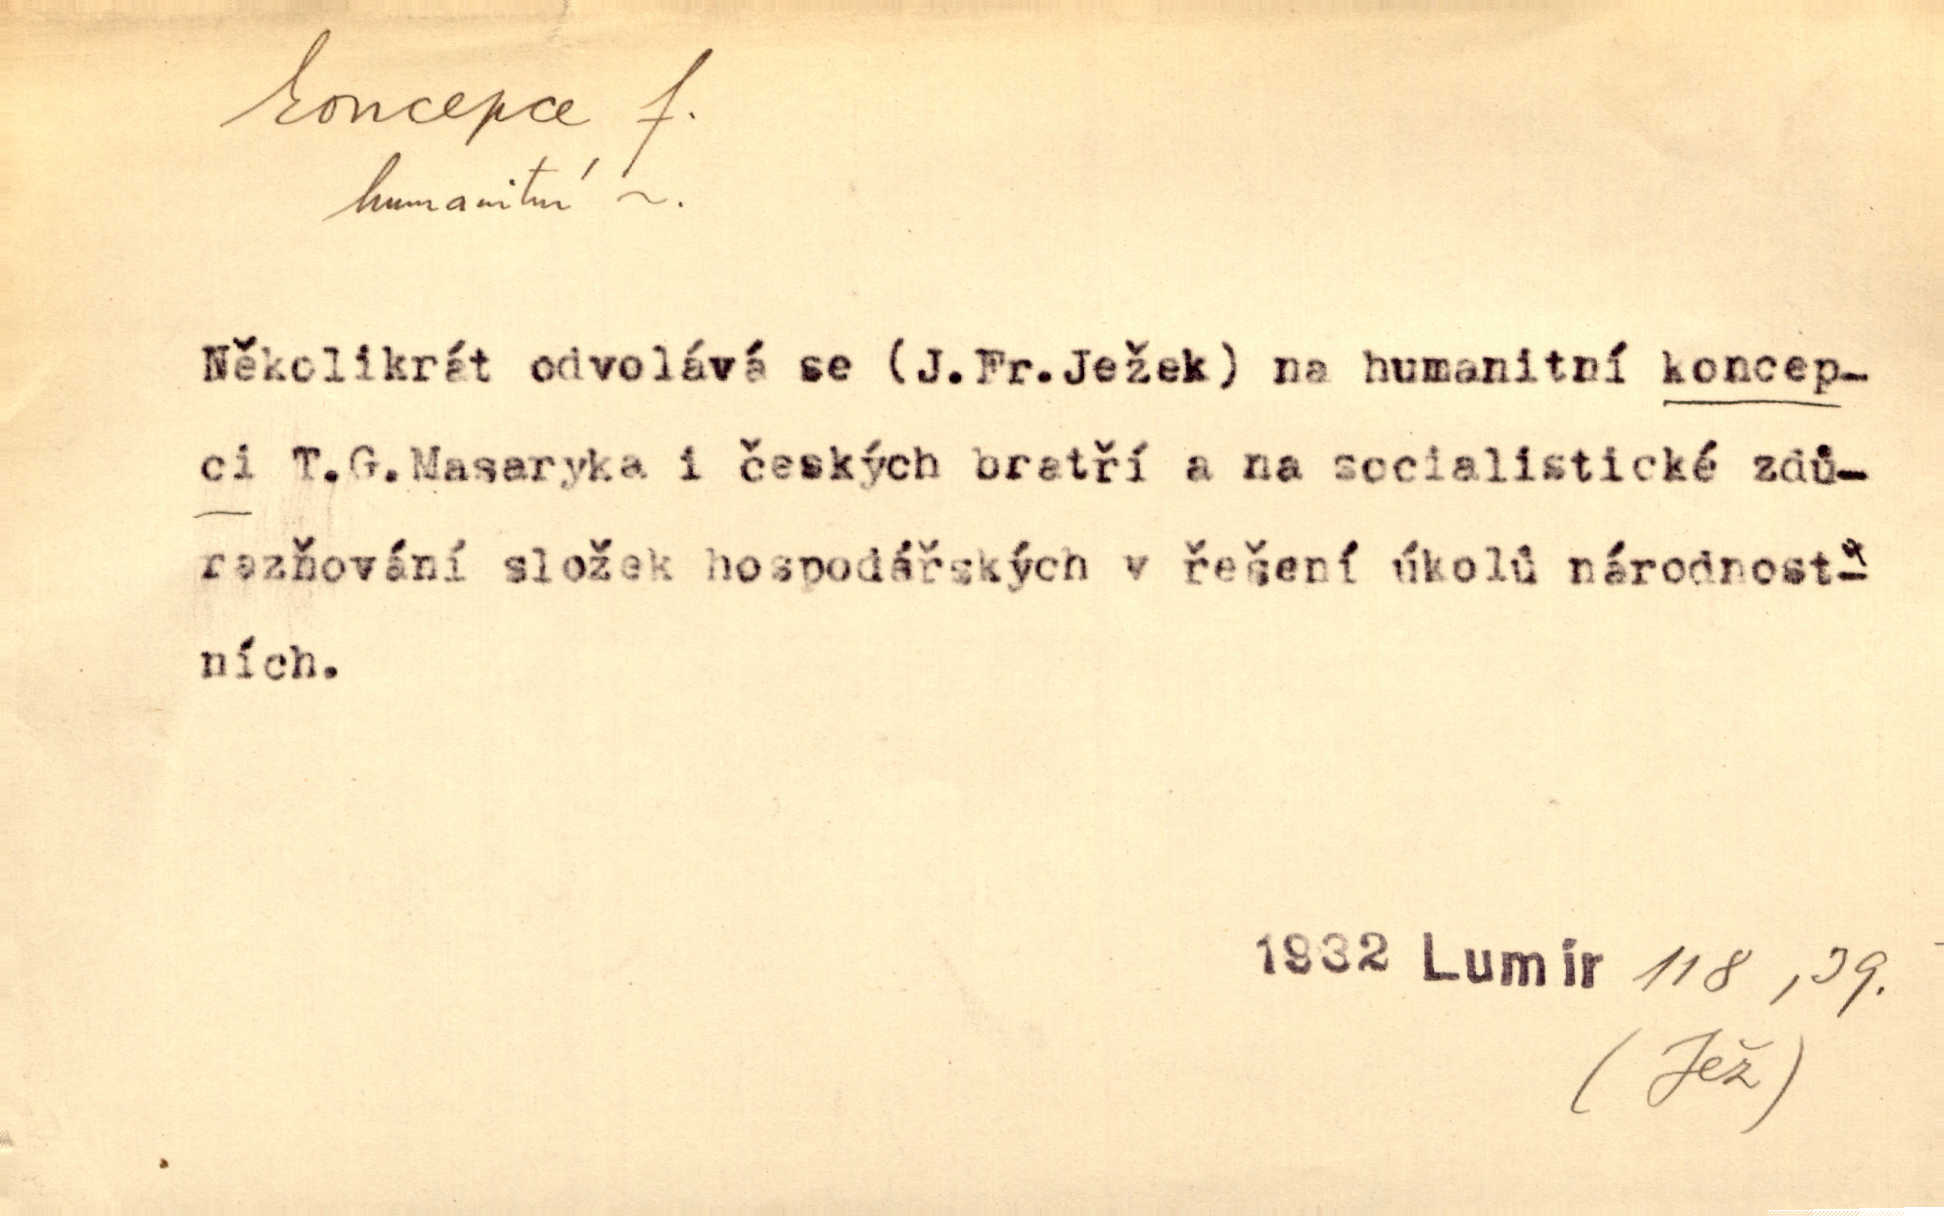 koncepce f.
humanitní ~.
Několikrát odvolává se (J.Fr.Ježek) na humanitní koncep-
ci T.G.Masaryka i českých bratří a na socialistické zdů-
razňování složek hospodářských v řešení úkolů národnost-
ních.
1932 Lumír 118, 39.
(Jež)